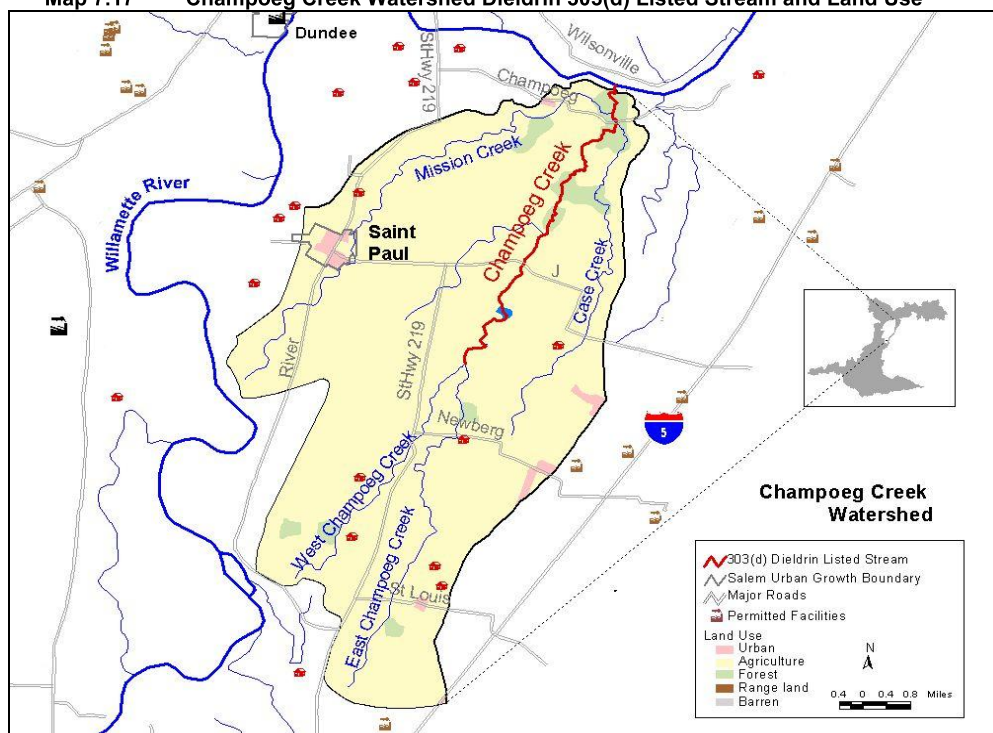 Map 7.17 Champoeg Creek Watershed Dieldrin 303(d) Listed Stream and Land Use
Dundee
StHwy 219
Wilsonville
Champoeg
Mission Creek
Willamette River
Champoeg Creek
Saint
Paul
J
Case Creek
River
StHwy 219
5
Newberg
West Champoeg Creek
East Champoeg Creek
St Louis
Champoeg Creek
Watershed
303(d) Dieldrin Listed Stream
Salem Urban Growth Boundary
Major Roads
Permitted Facilities
Land Use
Urban
Agriculture
Forest
Range land
Barren
N
0.4 0 0.4 0.8 Miles